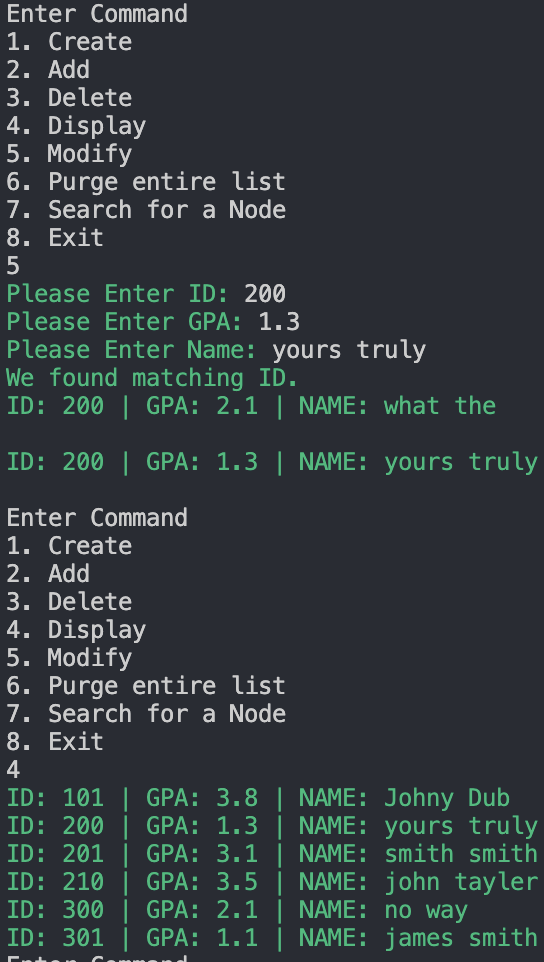 Enter Command
1. Create
2. Add
3. Delete
4. Display
5. Modify
6. Purge entire list
7. Search for a Node
8. Exit
5
Please Enter ID: 200
Please Enter GPA: 1.3
Please Enter Name: yours truly
We found matching ID.
ID: 200 | GPA: 2.1 | NAME: what the
ID: 200 | GPA: 1.3 | NAME: yours truly
Enter Command
1. Create
2. Add
3. Delete
4. Display
5. Modify
6. Purge entire list
7. Search for a Node
8. Exit
4
ID: 101 | GPA: 3.8 | NAME: Johny Dub
ID: 200 | GPA: 1.3 | NAME: yours truly
ID: 201 | GPA: 3.1 | NAME: smith smith
ID: 210 | GPA: 3.5 | NAME: john tayler
ID: 300 | GPA: 2.1 | NAME: no way
ID: 301 | GPA: 1.1 | NAME: james smith
Enter Command